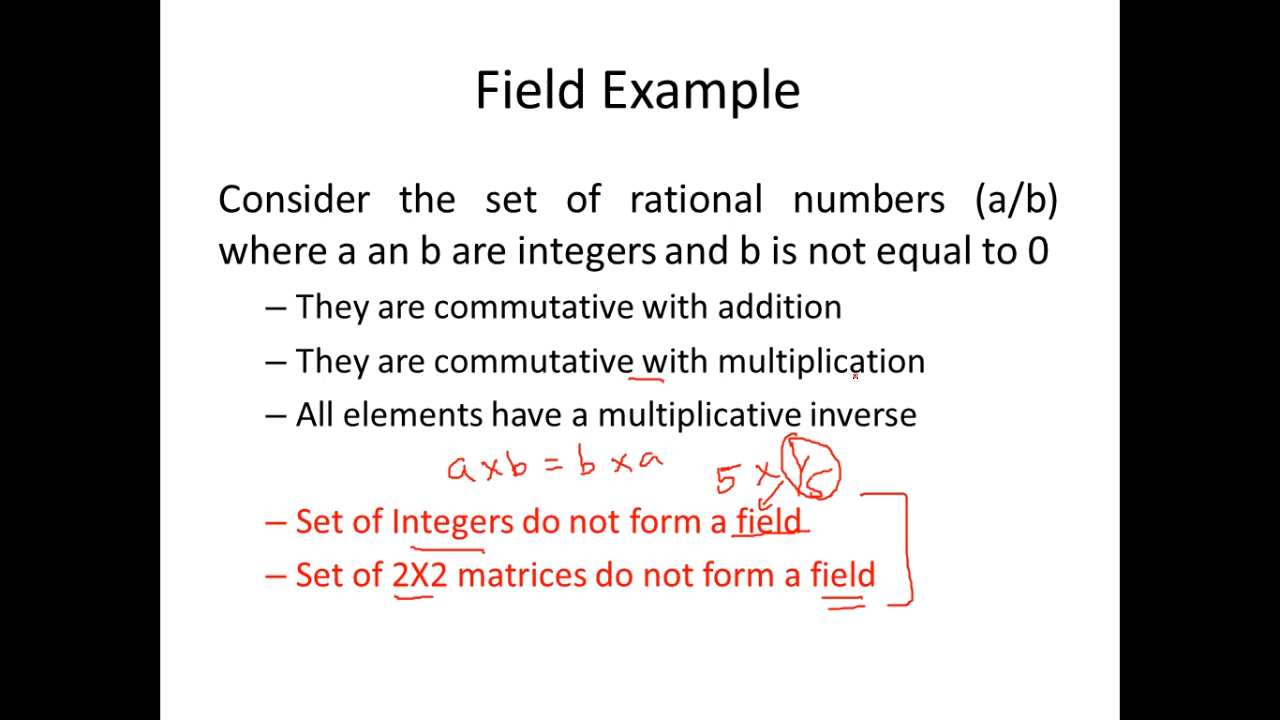 Field Example
Consider the set of rational numbers (a/b)
where a an b are integers and b is not equal to 0
– They are commutative with addition
– They are commutative with multiplication
– All elements have a multiplicative inverse
a x b = b x a 5 x 1/5
– Set of Integers do not form a field
– Set of 2X2 matrices do not form a field